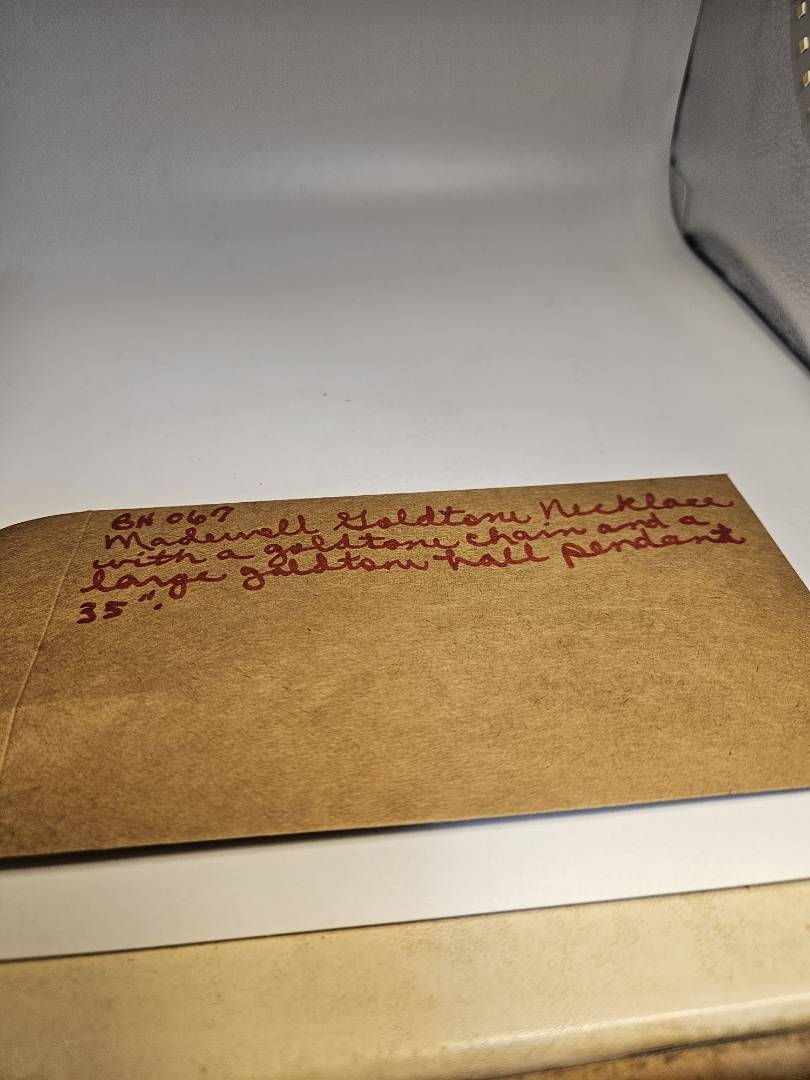 BN 067
Madewell Goldtone Necklace
with a goldtone chain and a
large goldtone ball pendant
35".